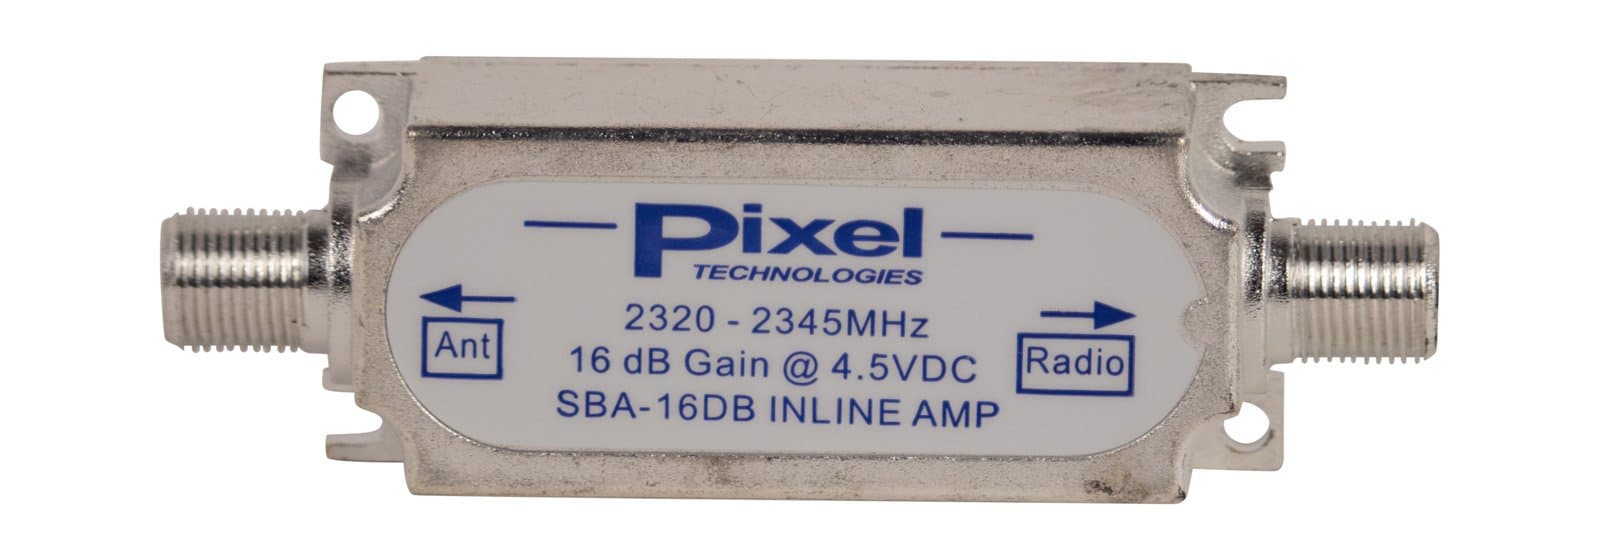 Pixel
TECHNOLOGIES
2320 - 2345MHz
Ant
16 dB Gain @ 4.5VDC
Radio
SBA-16DB INLINE AMP